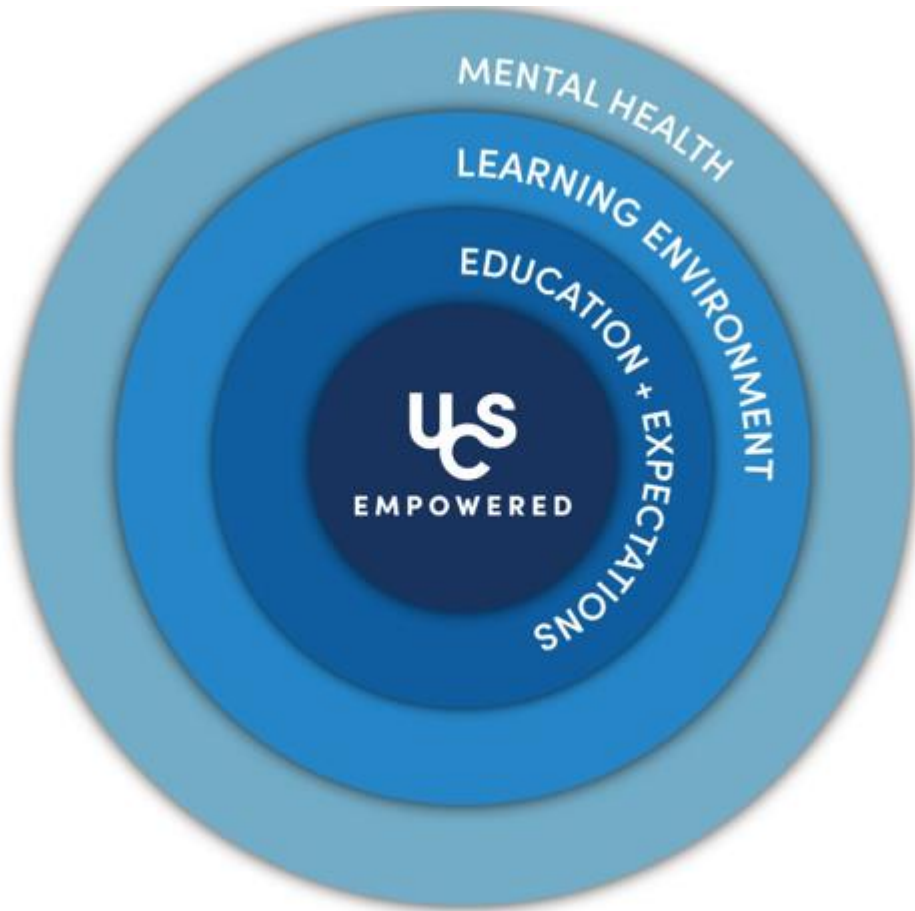 MENTAL HEALTH
LEARNING ENVIRONMENT
EDUCATION + EXPECTATIONS
UCS
EMPOWERED